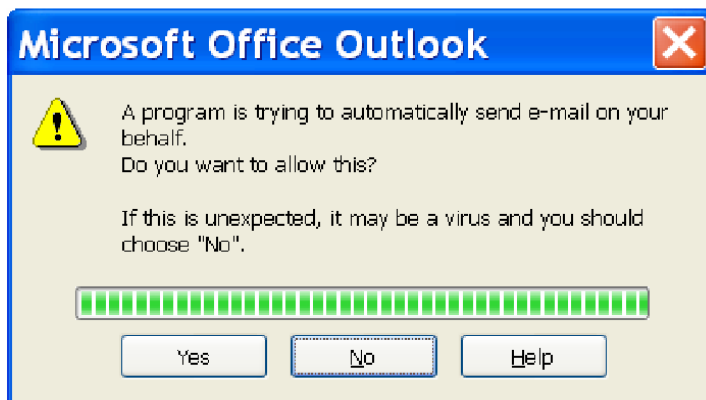 Microsoft Office Outlook
A program is trying to automatically send e-mail on your
behalf.
Do you want to allow this?
If this is unexpected, it may be a virus and you should
choose "No".
Yes No Help